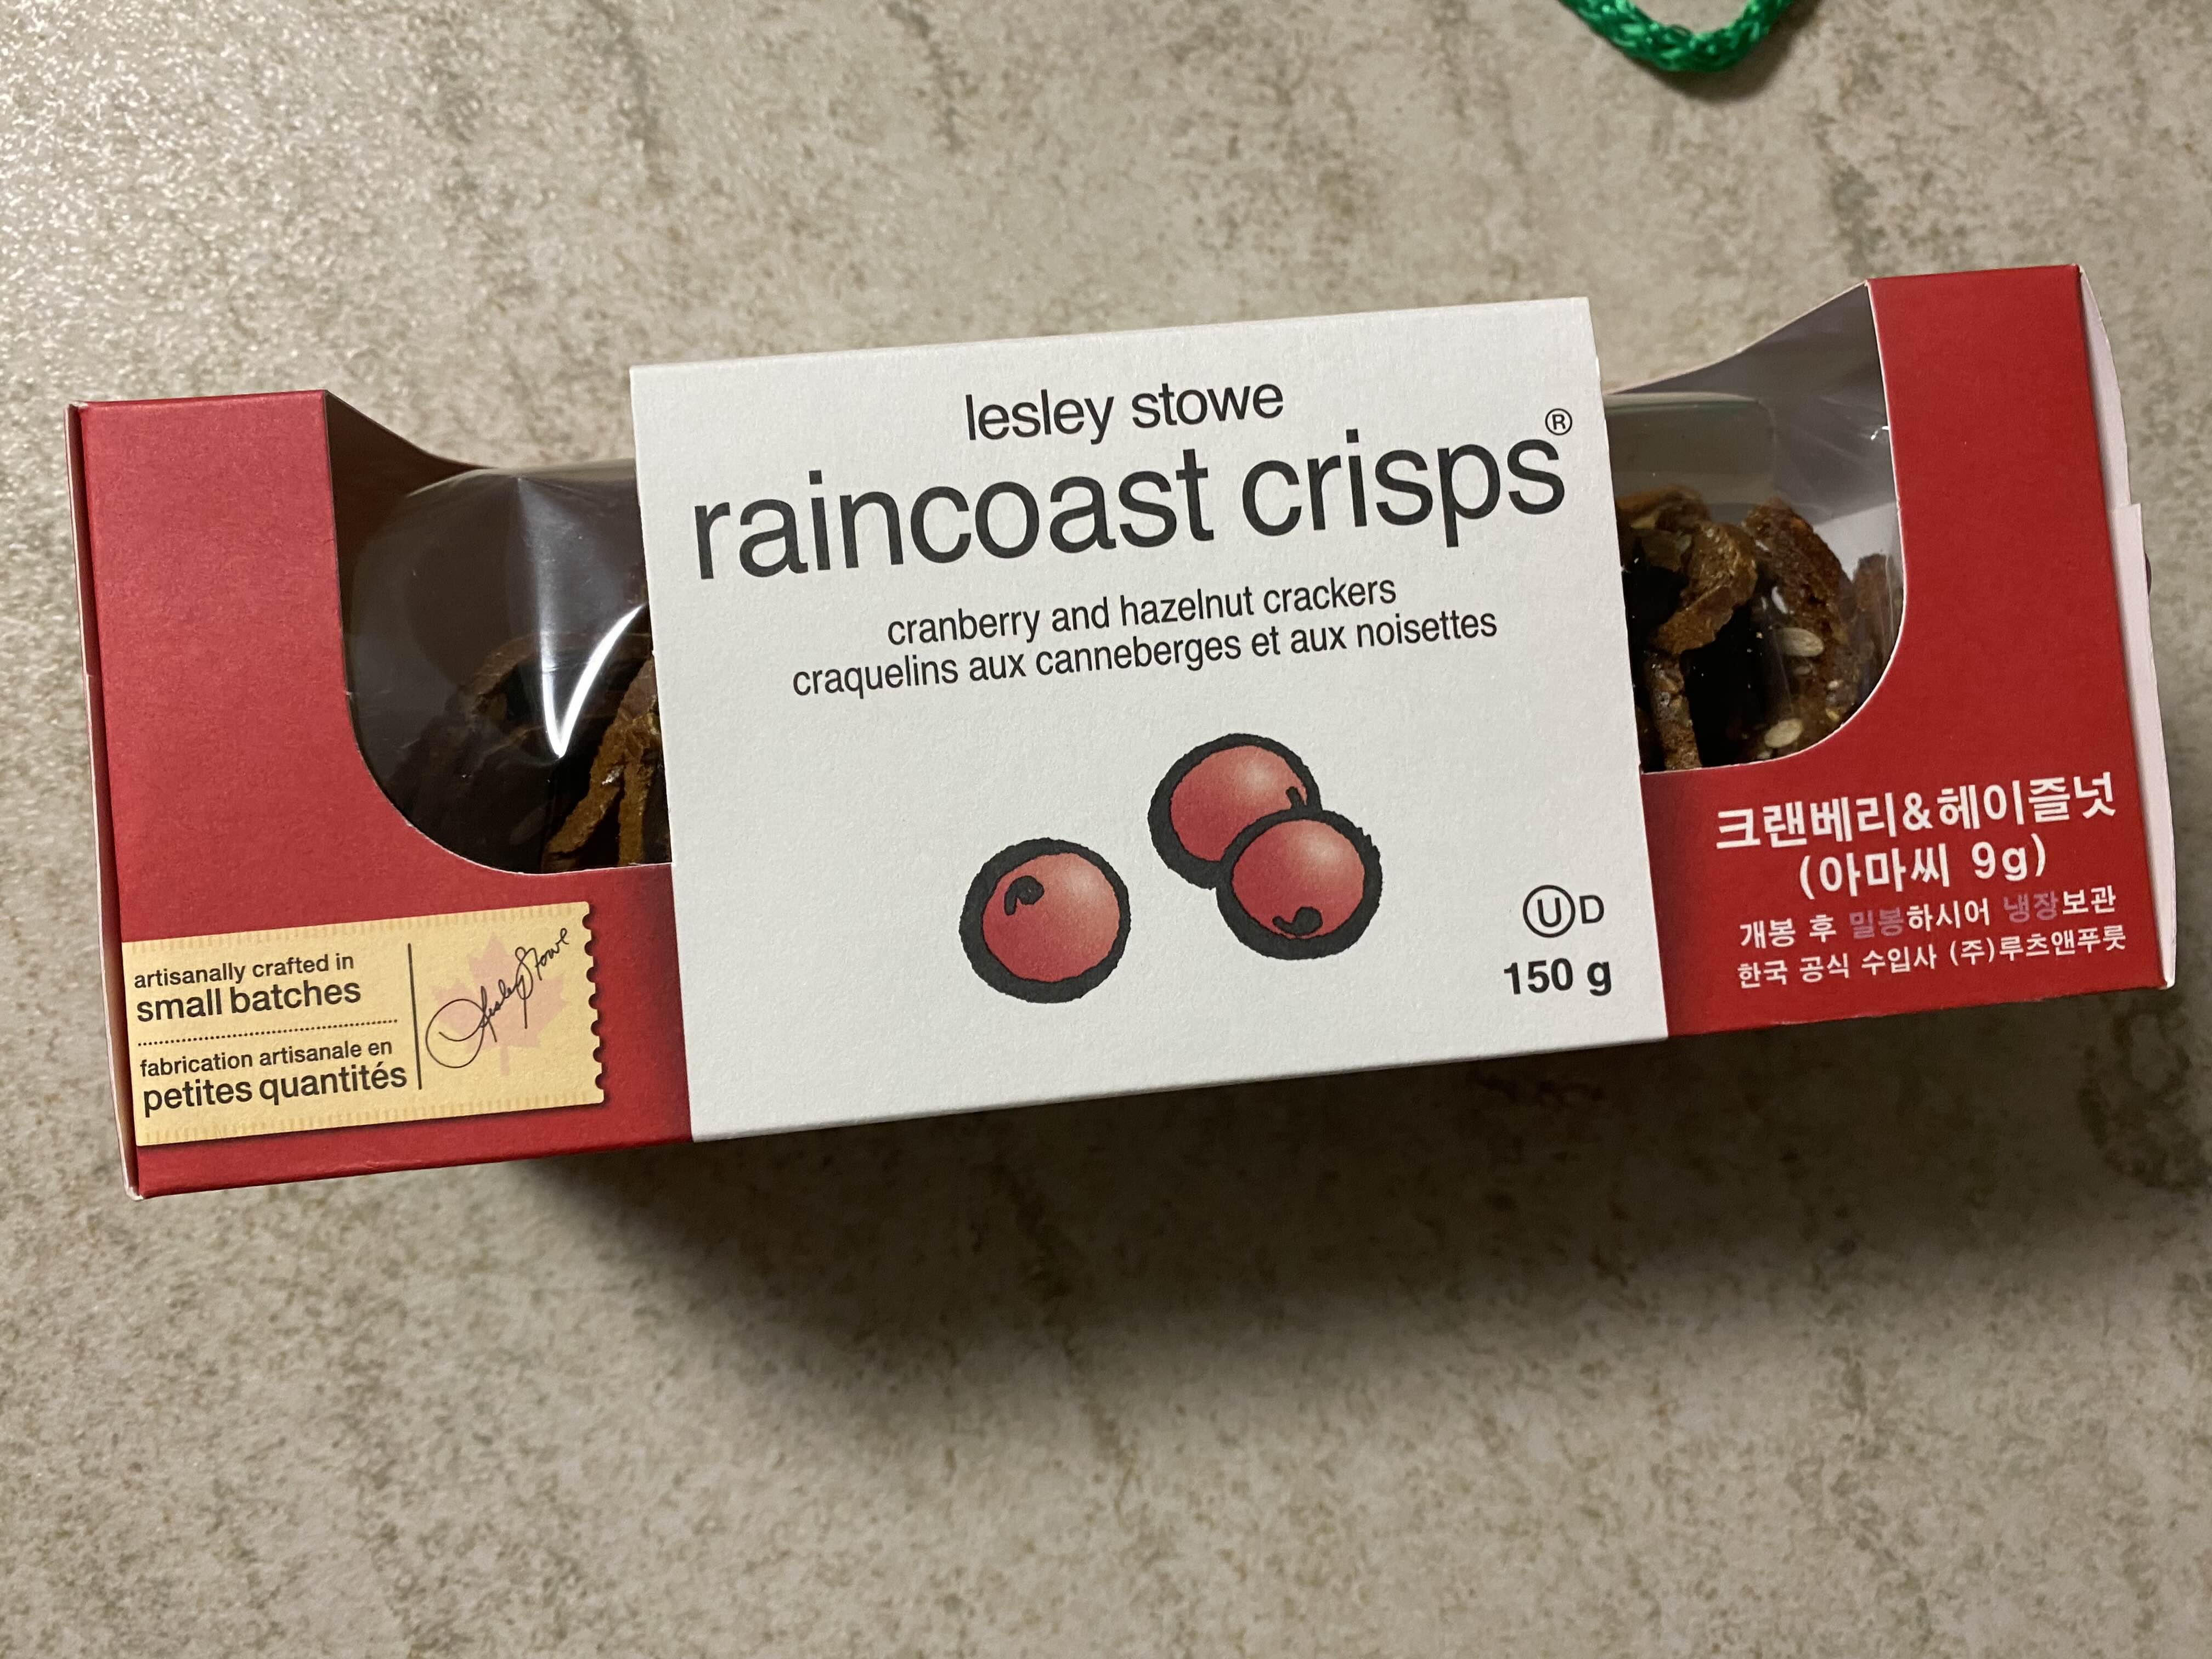 lesley stowe
raincoast crisps®
cranberry and hazelnut crackers
craquelins aux canneberges et aux noisettes
UD
150 g
artisanally crafted in
small batches
fabrication artisanale en
petites quantités
Lesley Stowe
크랜베리&헤이즐넛
(아마씨 9g)
개봉 후 밀봉하시어 냉장보관
한국 공식 수입사 (주)루츠앤푸릇